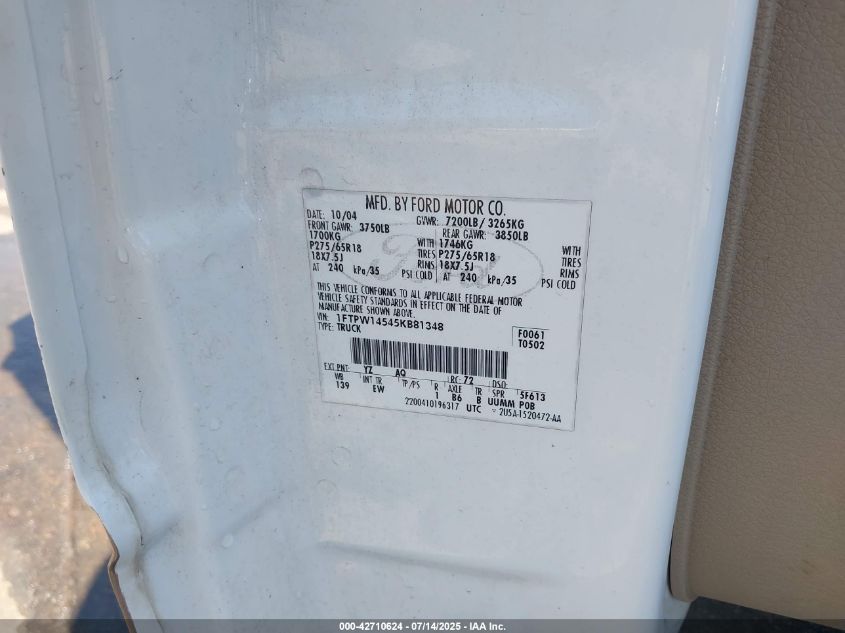 MFD. BY FORD MOTOR CO.
DATE: 10/04 GVWR: 7200LB/ 3265KG
FRONT GAWR: 3750LB REAR GAWR: 3850LB
1700KG WITH 1746KG WITH
P275/65R18 TIRES P275/65R18 TIRES
18X7.5J RIMS 18X7.5J RIMS
AT 240 kPa/35 PSI COLD AT 240 kPa/35 PSI COLD
Ford
THIS VEHICLE CONFORMS TO ALL APPLICABLE FEDERAL MOTOR
VEHICLE SAFETY STANDARDS IN EFFECT ON THE DATE OF
MANUFACTURE SHOWN ABOVE.
VIN: 1FTPW14545KB81348 F0061
TYPE: TRUCK T0502
EXT PNT: YZ AQ RC: 72 DSO:
WB INT TR TP/PS R AXLE TR SPR 5F613
139 EW 1 B6 B UUMM POB
2200410196317 UTC 2U5A-1520472-AA
000-42710624 / 07/14/2025 - IAA Inc.